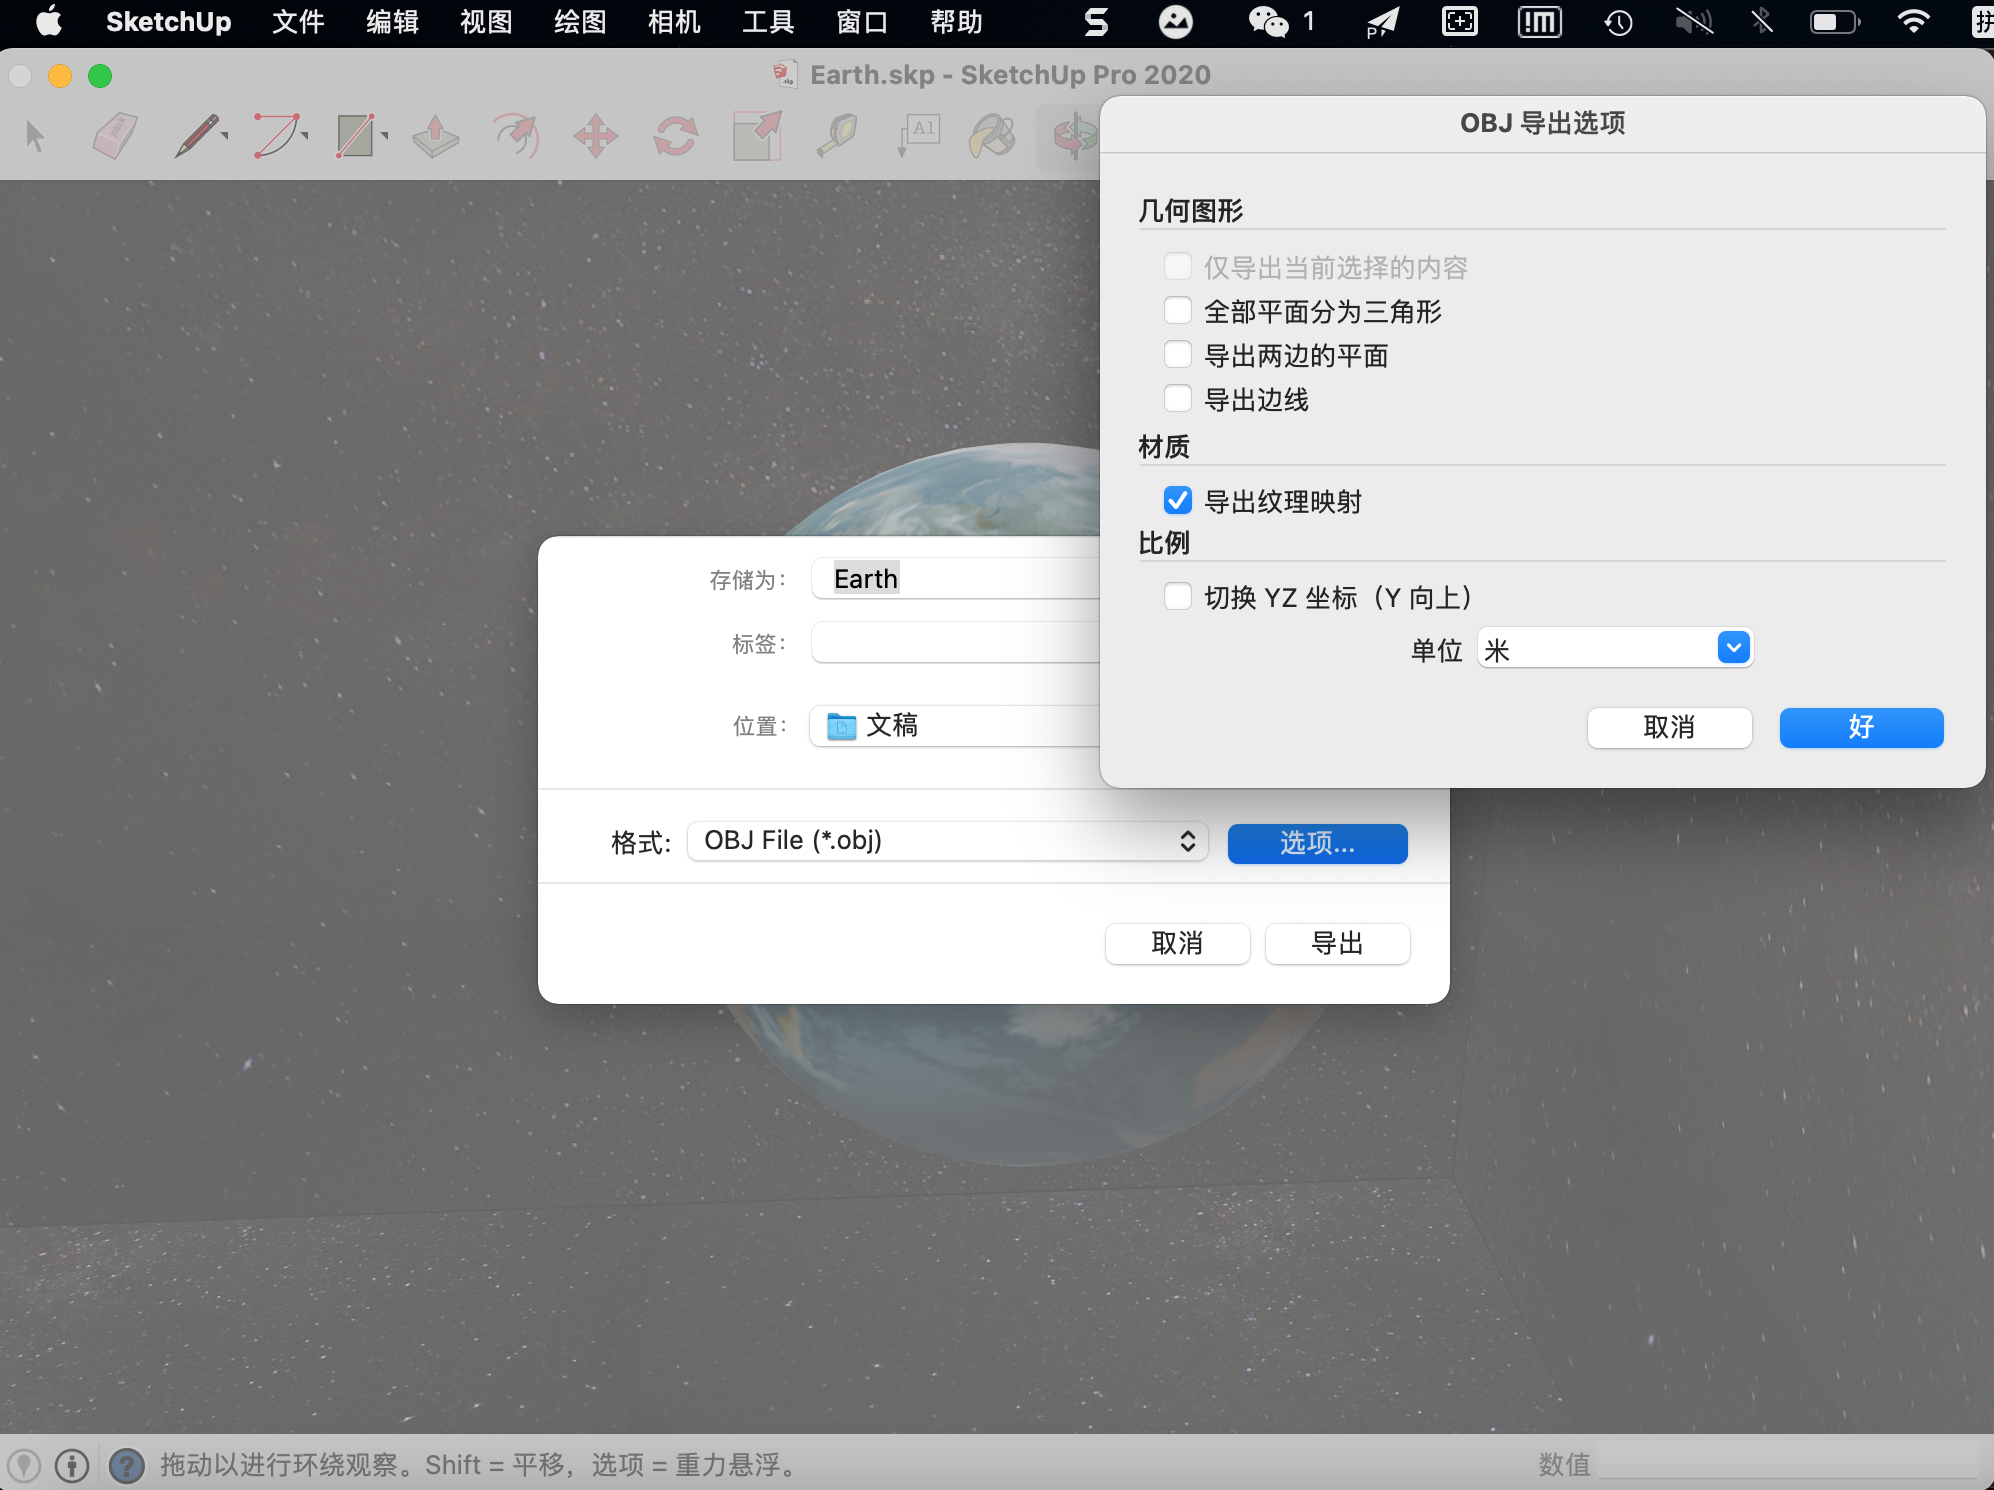 SketchUp 文件 编辑 视图 绘图 相机 工具 窗口 帮助 1
Earth.skp - SketchUp Pro 2020
A1
OBJ 导出选项
几何图形
仅导出当前选择的内容
全部平面分为三角形
导出两边的平面
导出边线
材质
导出纹理映射
比例
切换 YZ 坐标（Y 向上）
单位 米
取消 好
存储为： Earth
标签：
位置： 文稿
格式: OBJ File (*.obj) 选项...
取消 导出
拖动以进行环绕观察。Shift = 平移，选项 = 重力悬浮。
数值